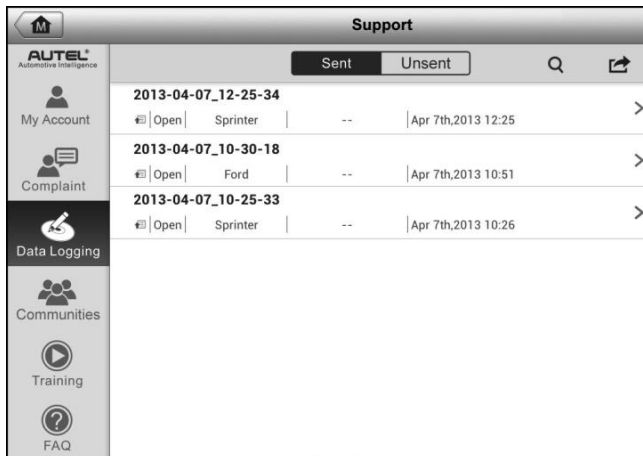 M
Support
AUTEL®
Automotive Intelligence
Sent
Unsent
My Account
Complaint
Data Logging
Communities
Training
FAQ
2013-04-07_12-25-34
Open Sprinter -- Apr 7th,2013 12:25
2013-04-07_10-30-18
Open Ford -- Apr 7th,2013 10:51
2013-04-07_10-25-33
Open Sprinter -- Apr 7th,2013 10:26